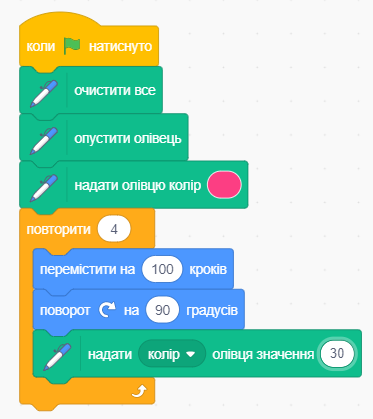 коли натиснуто
очистити все
опустити олівець
надати олівцю колір
повторити 4
перемістити на 100 кроків
поворот на 90 градусів
надати колір олівця значення 30